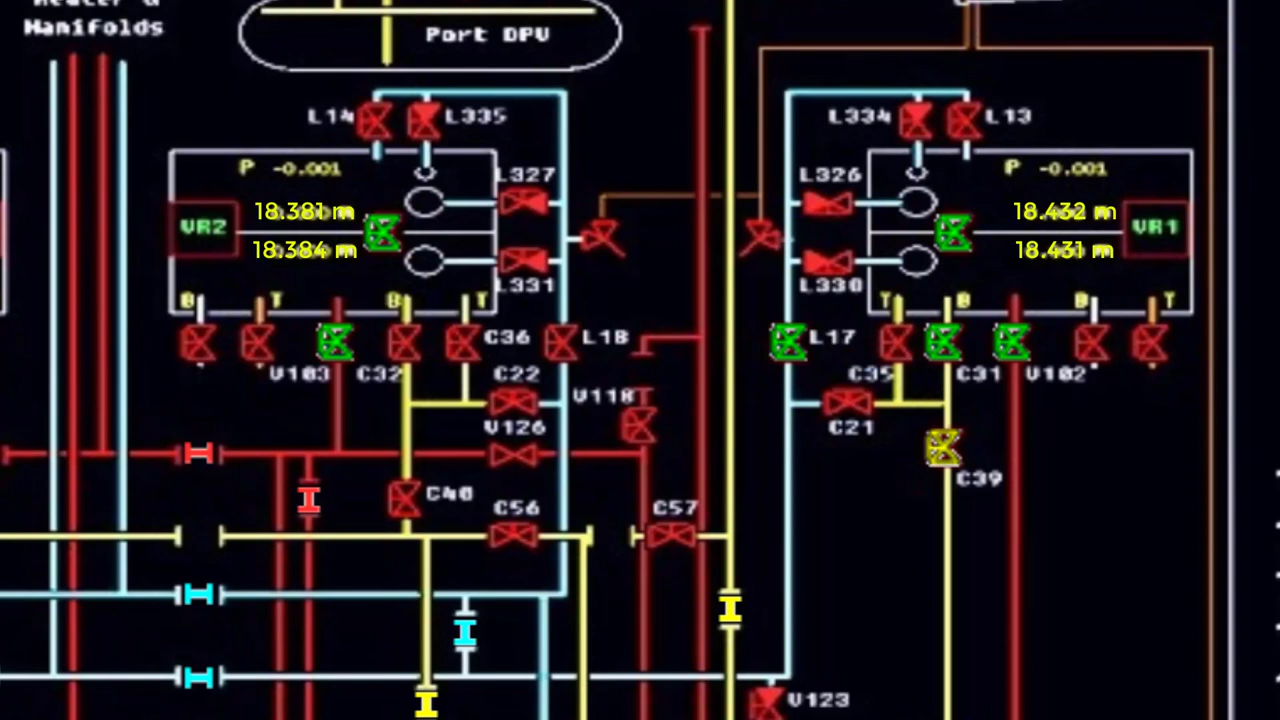 Manifolds
Port DPU
L14
L335
L334
L13
P -0.001
P -0.001
L327
L326
VR2
18.381 m
18.432 m
VR1
18.384 m
18.431 m
L331
L330
B
T
B
T
T
B
B
T
C36
L18
L17
V103
C32
C22
C35
C31
V102
V118
V126
C21
C40
C39
C56
C57
V123